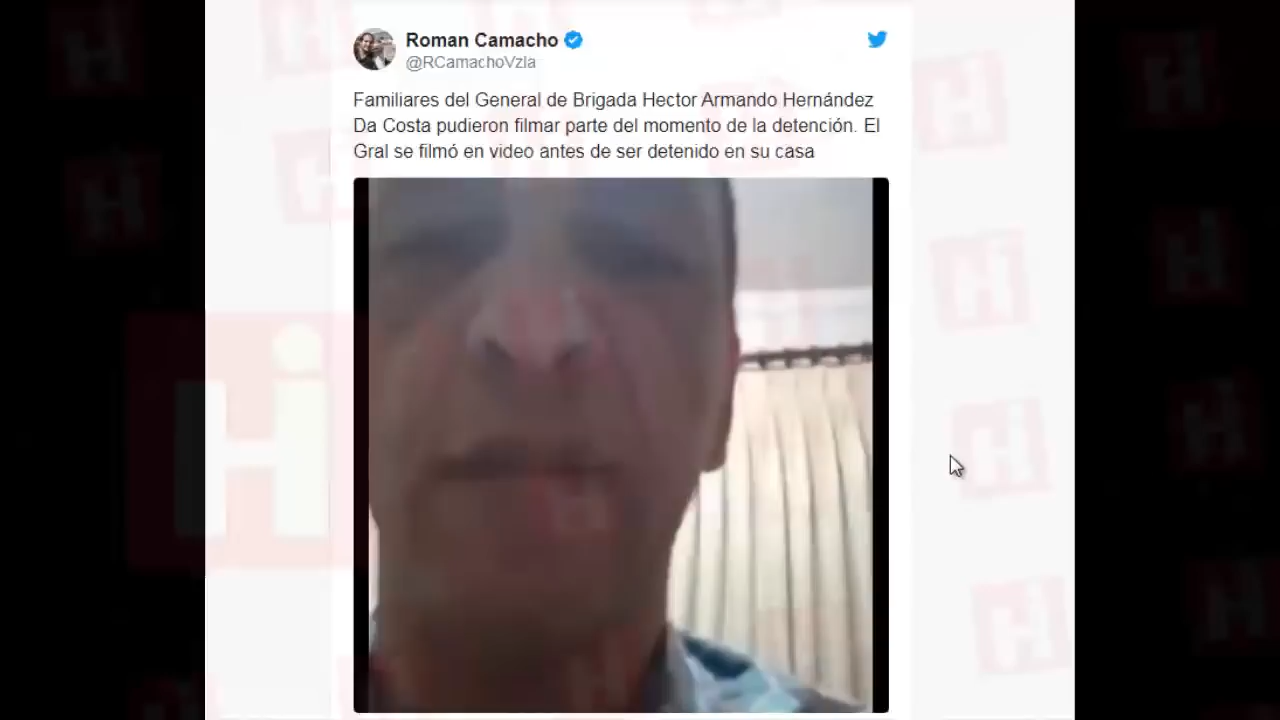 Roman Camacho
@RCamachoVzla
Familiares del General de Brigada Hector Armando Hernández
Da Costa pudieron filmar parte del momento de la detención. El
Gral se filmó en video antes de ser detenido en su casa
Hi